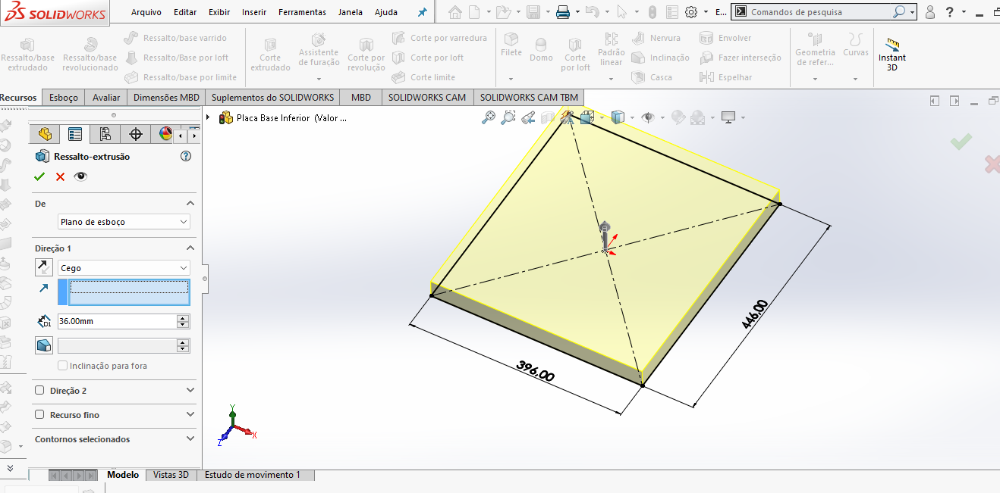 SOLIDWORKS
Arquivo Editar Exibir Inserir Ferramentas Janela Ajuda
E...
Comandos de pesquisa
?
Ressalto/base extrudado
Ressalto/base revolucionado
Ressalto/base varrido
Ressalto/Base por loft
Ressalto/base por limite
Corte extrudado
Assistente de furação
Corte por revolução
Corte por varredura
Corte por loft
Corte limite
Filete
Domo
Corte por loft
Padrão linear
Nervura
Inclinação
Casca
Envolver
Fazer interseção
Espelhar
Geometria de refer...
Curvas
Instant 3D
Recursos Esboço Avaliar Dimensões MBD Suplementos do SOLIDWORKS MBD SOLIDWORKS CAM SOLIDWORKS CAM TBM
Placa Base Inferior (Valor ...
Ressalto-extrusão
?
De
Plano de esboço
Direção 1
Cego
D1
36.00mm
Inclinação para fora
Direção 2
Recurso fino
Contornos selecionados
446,00
396,00
Y
X
Z
Modelo Vistas 3D Estudo de movimento 1